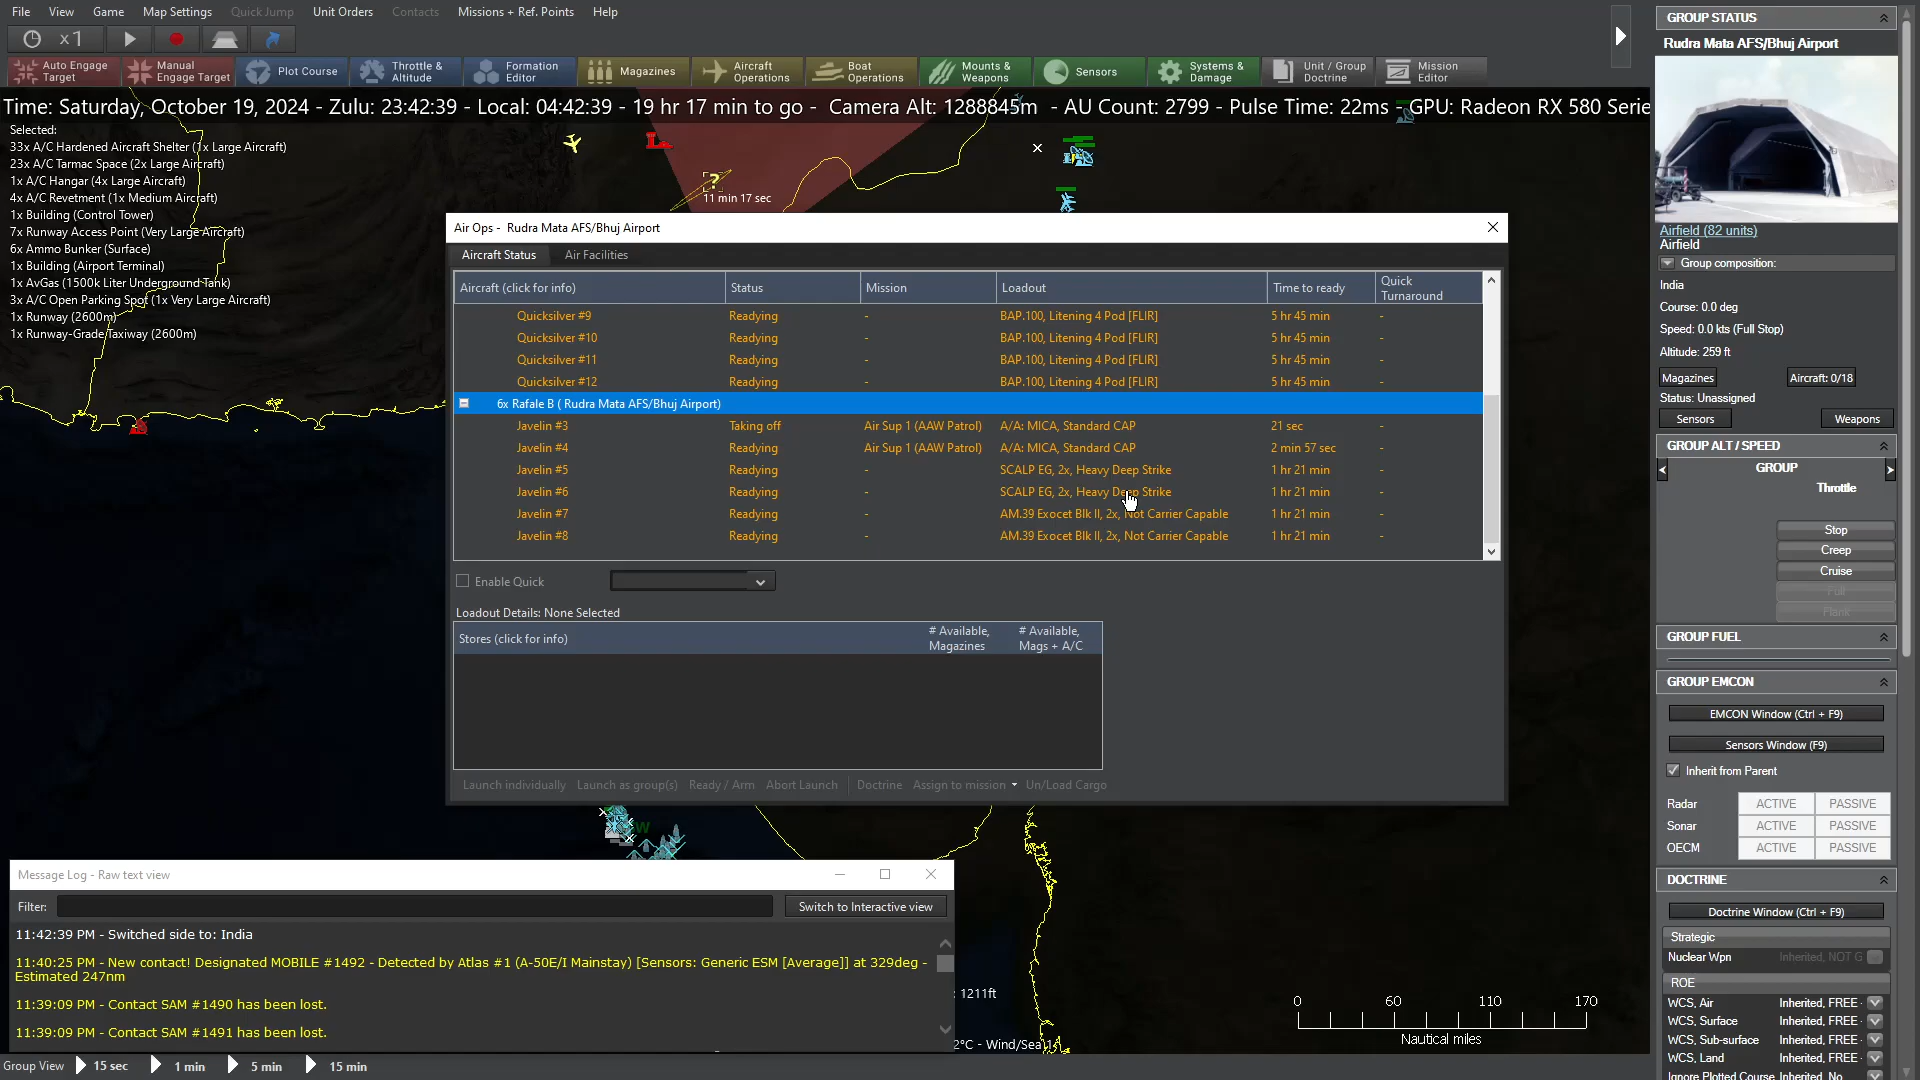 File View Game Map Settings Quick Jump Unit Orders Contacts Missions + Ref. Points Help
x1
Auto Engage Target
Manual Engage Target
Plot Course
Throttle & Altitude
Formation Editor
Magazines
Aircraft Operations
Boat Operations
Mounts & Weapons
Sensors
Systems & Damage
Unit / Group Doctrine
Mission Editor
Time: Saturday, October 19, 2024 - Zulu: 23:42:39 - Local: 04:42:39 - 19 hr 17 min to go - Camera Alt: 1288845m - AU Count: 2799 - Pulse Time: 22ms - GPU: Radeon RX 580 Serie
Selected:
33x A/C Hardened Aircraft Shelter (1x Large Aircraft)
23x A/C Tarmac Space (2x Large Aircraft)
1x A/C Hangar (4x Large Aircraft)
4x A/C Revetment (1x Medium Aircraft)
1x Building (Control Tower)
7x Runway Access Point (Very Large Aircraft)
6x Ammo Bunker (Surface)
1x Building (Airport Terminal)
1x AvGas (1500k Liter Underground Tank)
3x A/C Open Parking Spot (1x Very Large Aircraft)
1x Runway (2600m)
1x Runway-Grade Taxiway (2600m)
?
11 min 17 sec
Air Ops - Rudra Mata AFS/Bhuj Airport
Aircraft Status Air Facilities
Aircraft (click for info) Status Mission Loadout Time to ready Quick Turnaround
Quicksilver #9 Readying - BAP.100, Litening 4 Pod [FLIR] 5 hr 45 min -
Quicksilver #10 Readying - BAP.100, Litening 4 Pod [FLIR] 5 hr 45 min -
Quicksilver #11 Readying - BAP.100, Litening 4 Pod [FLIR] 5 hr 45 min -
Quicksilver #12 Readying - BAP.100, Litening 4 Pod [FLIR] 5 hr 45 min -
6x Rafale B ( Rudra Mata AFS/Bhuj Airport)
Javelin #3 Taking off Air Sup 1 (AAW Patrol) A/A: MICA, Standard CAP 21 sec -
Javelin #4 Readying Air Sup 1 (AAW Patrol) A/A: MICA, Standard CAP 2 min 57 sec -
Javelin #5 Readying - SCALP EG, 2x, Heavy Deep Strike 1 hr 21 min -
Javelin #6 Readying - SCALP EG, 2x, Heavy Deep Strike 1 hr 21 min -
Javelin #7 Readying - AM.39 Exocet Blk II, 2x, Not Carrier Capable 1 hr 21 min -
Javelin #8 Readying - AM.39 Exocet Blk II, 2x, Not Carrier Capable 1 hr 21 min -
Enable Quick
Loadout Details: None Selected
Stores (click for info) # Available, Magazines # Available, Mags + A/C
Launch individually Launch as group(s) Ready / Arm Abort Launch Doctrine Assign to mission Un/Load Cargo
Message Log - Raw text view
Filter: Switch to Interactive view
11:42:39 PM - Switched side to: India
11:40:25 PM - New contact! Designated MOBILE #1492 - Detected by Atlas #1 (A-50E/I Mainstay) [Sensors: Generic ESM [Average]] at 329deg -
Estimated 247nm
11:39:09 PM - Contact SAM #1490 has been lost.
11:39:09 PM - Contact SAM #1491 has been lost.
: 1211ft
2°C - Wind/Sea
0 60 110 170
Nautical miles
Group View 15 sec 1 min 5 min 15 min
GROUP STATUS
Rudra Mata AFS/Bhuj Airport
Airfield (82 units)
Airfield
Group composition:
India
Course: 0.0 deg
Speed: 0.0 kts (Full Stop)
Altitude: 259 ft
Magazines Aircraft: 0/18
Status: Unassigned
Sensors Weapons
GROUP ALT / SPEED
GROUP
Throttle
Stop
Creep
Cruise
Full
Flank
GROUP FUEL
GROUP EMCON
EMCON Window (Ctrl + F9)
Sensors Window (F9)
Inherit from Parent
Radar ACTIVE PASSIVE
Sonar ACTIVE PASSIVE
OECM ACTIVE PASSIVE
DOCTRINE
Doctrine Window (Ctrl + F9)
Strategic
Nuclear Wpn Inherited, NOT G
ROE
WCS, Air Inherited, FREE
WCS, Surface Inherited, FREE
WCS, Sub-surface Inherited, FREE
WCS, Land Inherited, FREE
Ignore Plotted Course Inherited, No